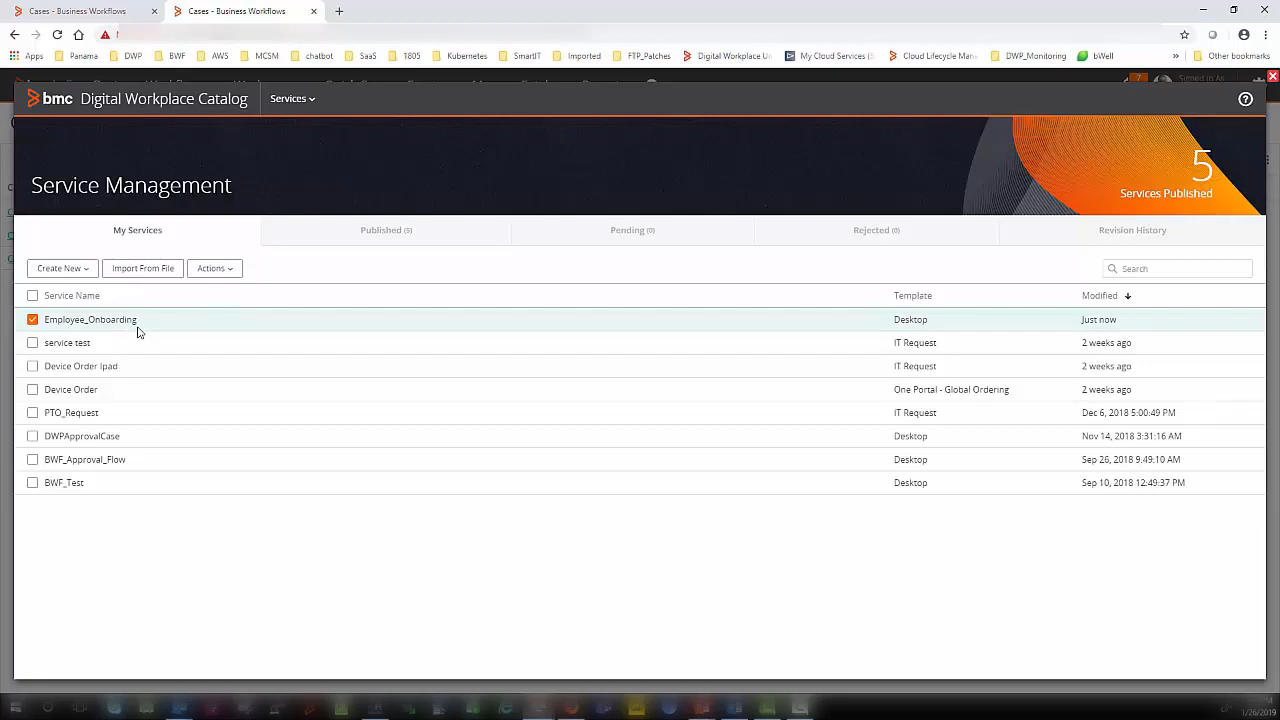 Cases - Business Workflows
Cases - Business Workflows
Apps Panama DWP BWF AWS MCSM chatbot SaaS 1805 Kubernetes SmartIT Imported FTP_Patches Digital Workplace Un My Cloud Services (S Cloud Lifecycle Man DWP_Monitoring bWell » Other bookmarks
bmc Digital Workplace Catalog Services
Service Management
5
Services Published
My Services Published (5) Pending (0) Rejected (0) Revision History
Create New Import From File Actions Search
Service Name Template Modified
Employee_Onboarding Desktop Just now
service test IT Request 2 weeks ago
Device Order Ipad IT Request 2 weeks ago
Device Order One Portal - Global Ordering 2 weeks ago
PTO_Request IT Request Dec 6, 2018 5:00:49 PM
DWPApprovalCase Desktop Nov 14, 2018 3:31:16 AM
BWF_Approval_Flow Desktop Sep 26, 2018 9:49:10 AM
BWF_Test Desktop Sep 10, 2018 12:49:37 PM
1/26/2019